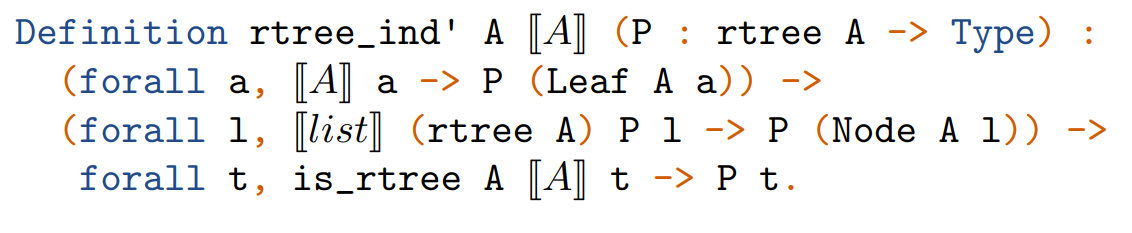 Definition rtree_ind' A ⟦A⟧ (P : rtree A -> Type) :
(forall a, ⟦A⟧ a -> P (Leaf A a)) ->
(forall l, ⟦list⟧ (rtree A) P l -> P (Node A l)) ->
forall t, is_rtree A ⟦A⟧ t -> P t.